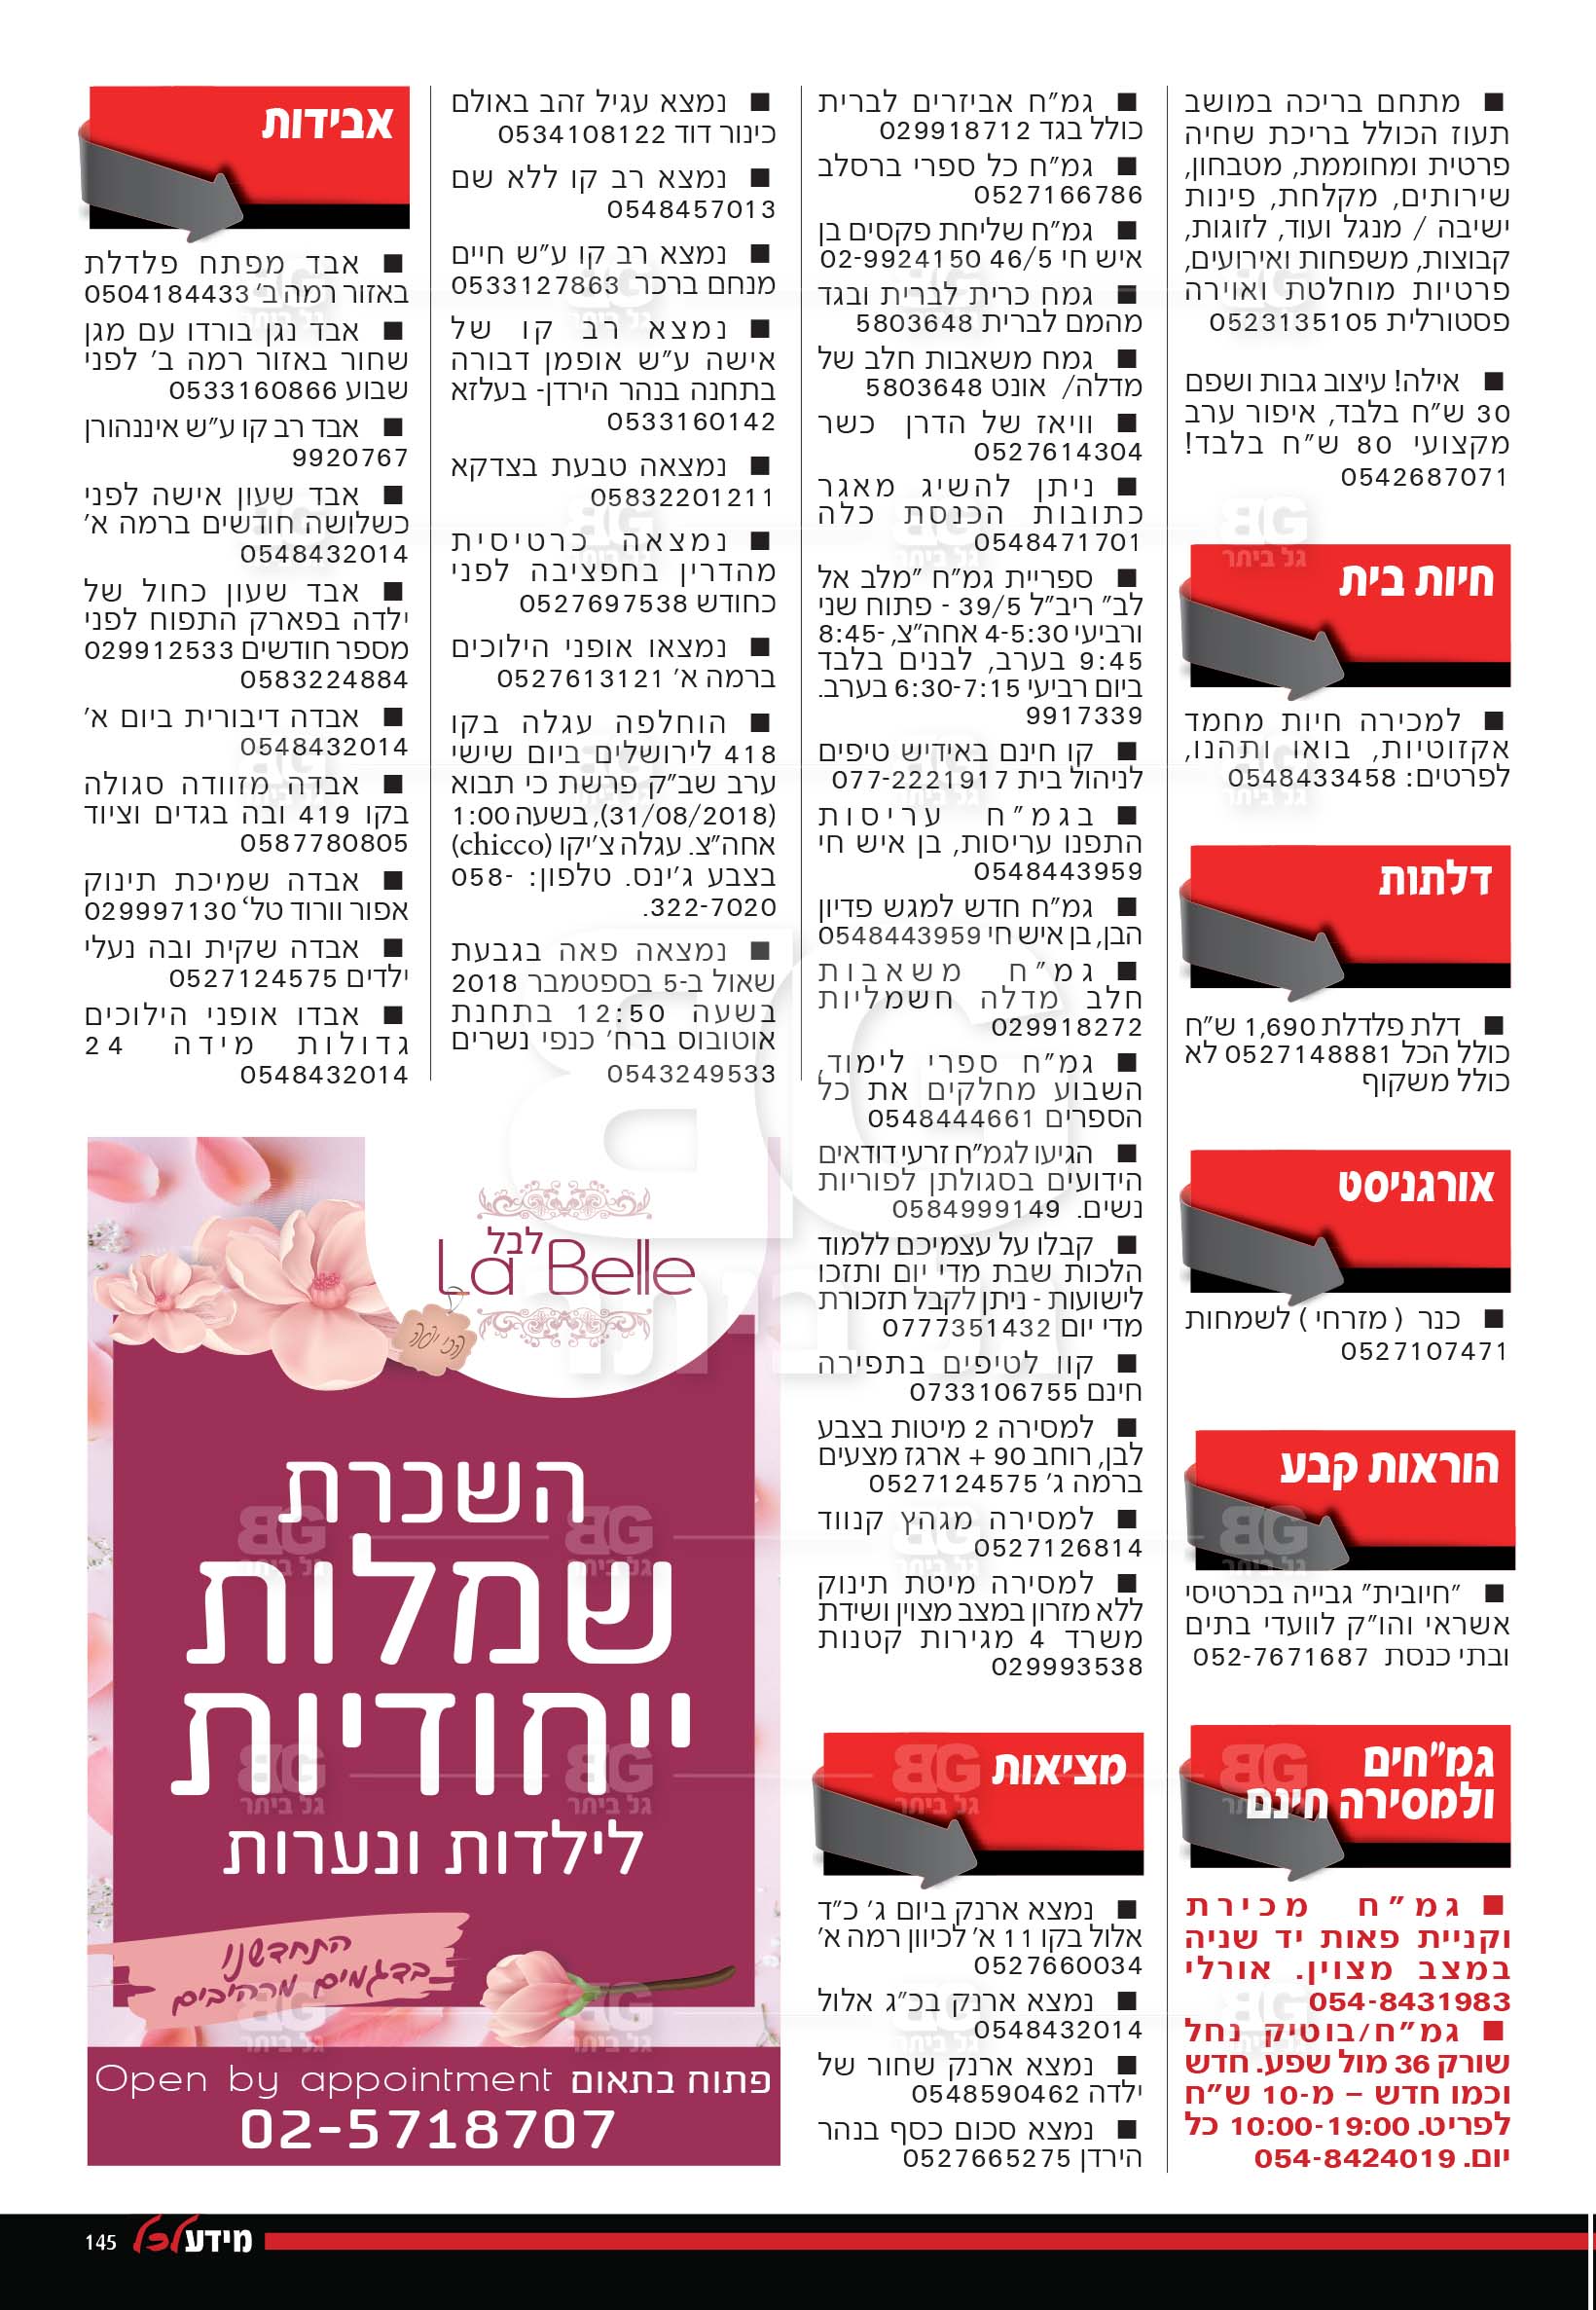 ■ מתחם בריכה במושב
תעוז הכולל בריכת שחיה
פרטית ומחוממת, מטבחון,
שירותים, מקלחת, פינות
ישיבה / מנגל ועוד, לזוגות,
קבוצות, משפחות ואירועים,
פרטיות מוחלטת ואוירה
פסטורלית 0523135105
■ אילה! עיצוב גבות ושפם
30 ש"ח בלבד, איפור ערב
מקצועי 80 ש"ח בלבד!
0542687071
חיות בית
■ למכירה חיות מחמד
אקזוטיות, בואו ותהנו,
לפרטים: 0548433458
דלתות
■ דלת פלדלת 1,690 ש"ח
כולל הכל 0527148881 לא
כולל משקוף
אורגניסט
■ כנר ( מזרחי ) לשמחות
0527107471
הוראות קבע
■ "חיובית" גבייה בכרטיסי
אשראי והו"ק לוועדי בתים
ובתי כנסת 052-7671687
גמ"חים
ולמסירה חינם
■ גמ"ח מכירת
וקניית פאות יד שניה
במצב מצוין. אורלי
054-8431983
■ גמ"ח/בוטיק נחל
שורק 36 מול שפע. חדש
וכמו חדש – מ-10 ש"ח
לפריט. 10:00-19:00 כל
יום. 054-8424019
■ גמ"ח אביזרים לברית
כולל בגד 029918712
■ גמ"ח כל ספרי ברסלב
0527166786
■ גמ"ח שליחת פקסים בן
איש חי 46/5 02-9924150
■ גמח כרית לברית ובגד
מהמם לברית 5803648
■ גמח משאבות חלב של
מדלה/ אונט 5803648
■ וויאז של הדרן כשר
0527614304
■ ניתן להשיג מאגר
כתובות הכנסת כלה
0548471701
■ ספריית גמ"ח "מלב אל
לב" ריב"ל 39/5 - פתוח שני
ורביעי 4-5:30 אחה"צ, 8:45-
9:45 בערב, לבנים בלבד
ביום רביעי 6:30-7:15 בערב.
9917339
■ קו חינם באידיש טיפים
לניהול בית 077-2221917
■ בגמ"ח עריסות
התפנו עריסות, בן איש חי
0548443959
■ גמ"ח חדש למגש פדיון
הבן, בן איש חי 0548443959
■ גמ"ח משאבות
חלב מדלה חשמליות
029918272
■ גמ"ח ספרי לימוד,
השבוע מחלקים את כל
הספרים 0548444661
■ הגיעו לגמ"ח זרעי דודאים
הידועים בסגולתן לפוריות
נשים. 0584999149
■ קבלו על עצמיכם ללמוד
הלכות שבת מדי יום ותזכו
לישועות - ניתן לקבל תזכורת
מדי יום 0777351432
■ קוו לטיפים בתפירה
חינם 0733106755
■ למסירה 2 מיטות בצבע
לבן, רוחב 90 + ארגז מצעים
ברמה ג' 0527124575
■ למסירה מגהץ קנווד
0527126814
■ למסירה מיטת תינוק
ללא מזרון במצב מצוין ושידת
משרד 4 מגירות קטנות
029993538
מציאות
■ נמצא ארנק ביום ג' כ"ד
אלול בקו 11 א' לכיוון רמה א'
0527660034
■ נמצא ארנק בכ"ג אלול
0548432014
■ נמצא ארנק שחור של
ילדה 0548590462
■ נמצא סכום כסף בנהר
הירדן 0527665275
■ נמצא עגיל זהב באולם
כינור דוד 0534108122
■ נמצא רב קו ללא שם
0548457013
■ נמצא רב קו ע"ש חיים
מנחם ברכר 0533127863
■ נמצא רב קו של
אישה ע"ש אופמן דבורה
בתחנה בנהר הירדן- בעלזא
0533160142
■ נמצאה טבעת בצדקא
05832201211
■ נמצאה כרטיסית
מהדרין בחפציבה לפני
כחודש 0527697538
■ נמצאו אופני הילוכים
ברמה א' 0527613121
■ הוחלפה עגלה בקו
418 לירושלים ביום שישי
ערב שב"ק פרשת כי תבוא
(31/08/2018), בשעה 1:00
אחה"צ. עגלה צ'יקו (chicco)
בצבע ג'ינס. טלפון: 058-
322-7020.
■ נמצאה פאה בגבעת
שאול ב-5 בספטמבר 2018
בשעה 12:50 בתחנת
אוטובוס ברח' כנפי נשרים
0543249533
אבידות
■ אבד מפתח פלדלת
באזור רמה ב' 0504184433
■ אבד נגן בורדו עם מגן
שחור באזור רמה ב' לפני
שבוע 0533160866
■ אבד רב קו ע"ש איננהורן
9920767
■ אבד שעון אישה לפני
כשלושה חודשים ברמה א'
0548432014
■ אבד שעון כחול של
ילדה בפארק התפוח לפני
מספר חודשים 029912533
0583224884
■ אבדה דיבורית ביום א'
0548432014
■ אבדה מזוודה סגולה
בקו 419 ובה בגדים וציוד
0587780805
■ אבדה שמיכת תינוק
אפור וורוד טל' 029997130
■ אבדה שקית ובה נעלי
ילדים 0527124575
■ אבדו אופני הילוכים
גדולות מידה 24
0548432014
לבל
La Belle
הכי יפה
השכרת
שמלות
ייחודיות
לילדות ונערות
התחדשנו
בדגמים מרהיבים
פתוח בתאום Open by appointment
02-5718707
BG
גל ביתר
מידע לכל 145